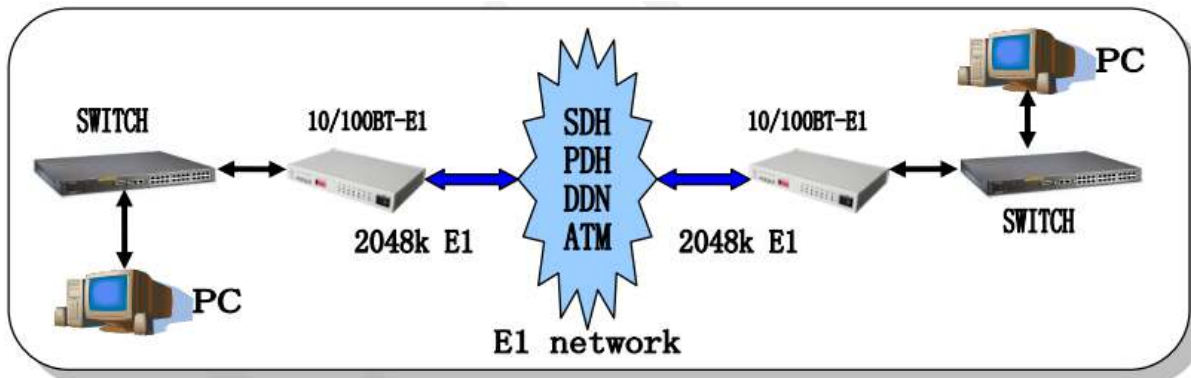 SWITCH
10/100BT-E1
SDH
PDH
DDN
ATM
10/100BT-E1
PC
SWITCH
2048k E1
2048k E1
PC
E1 network